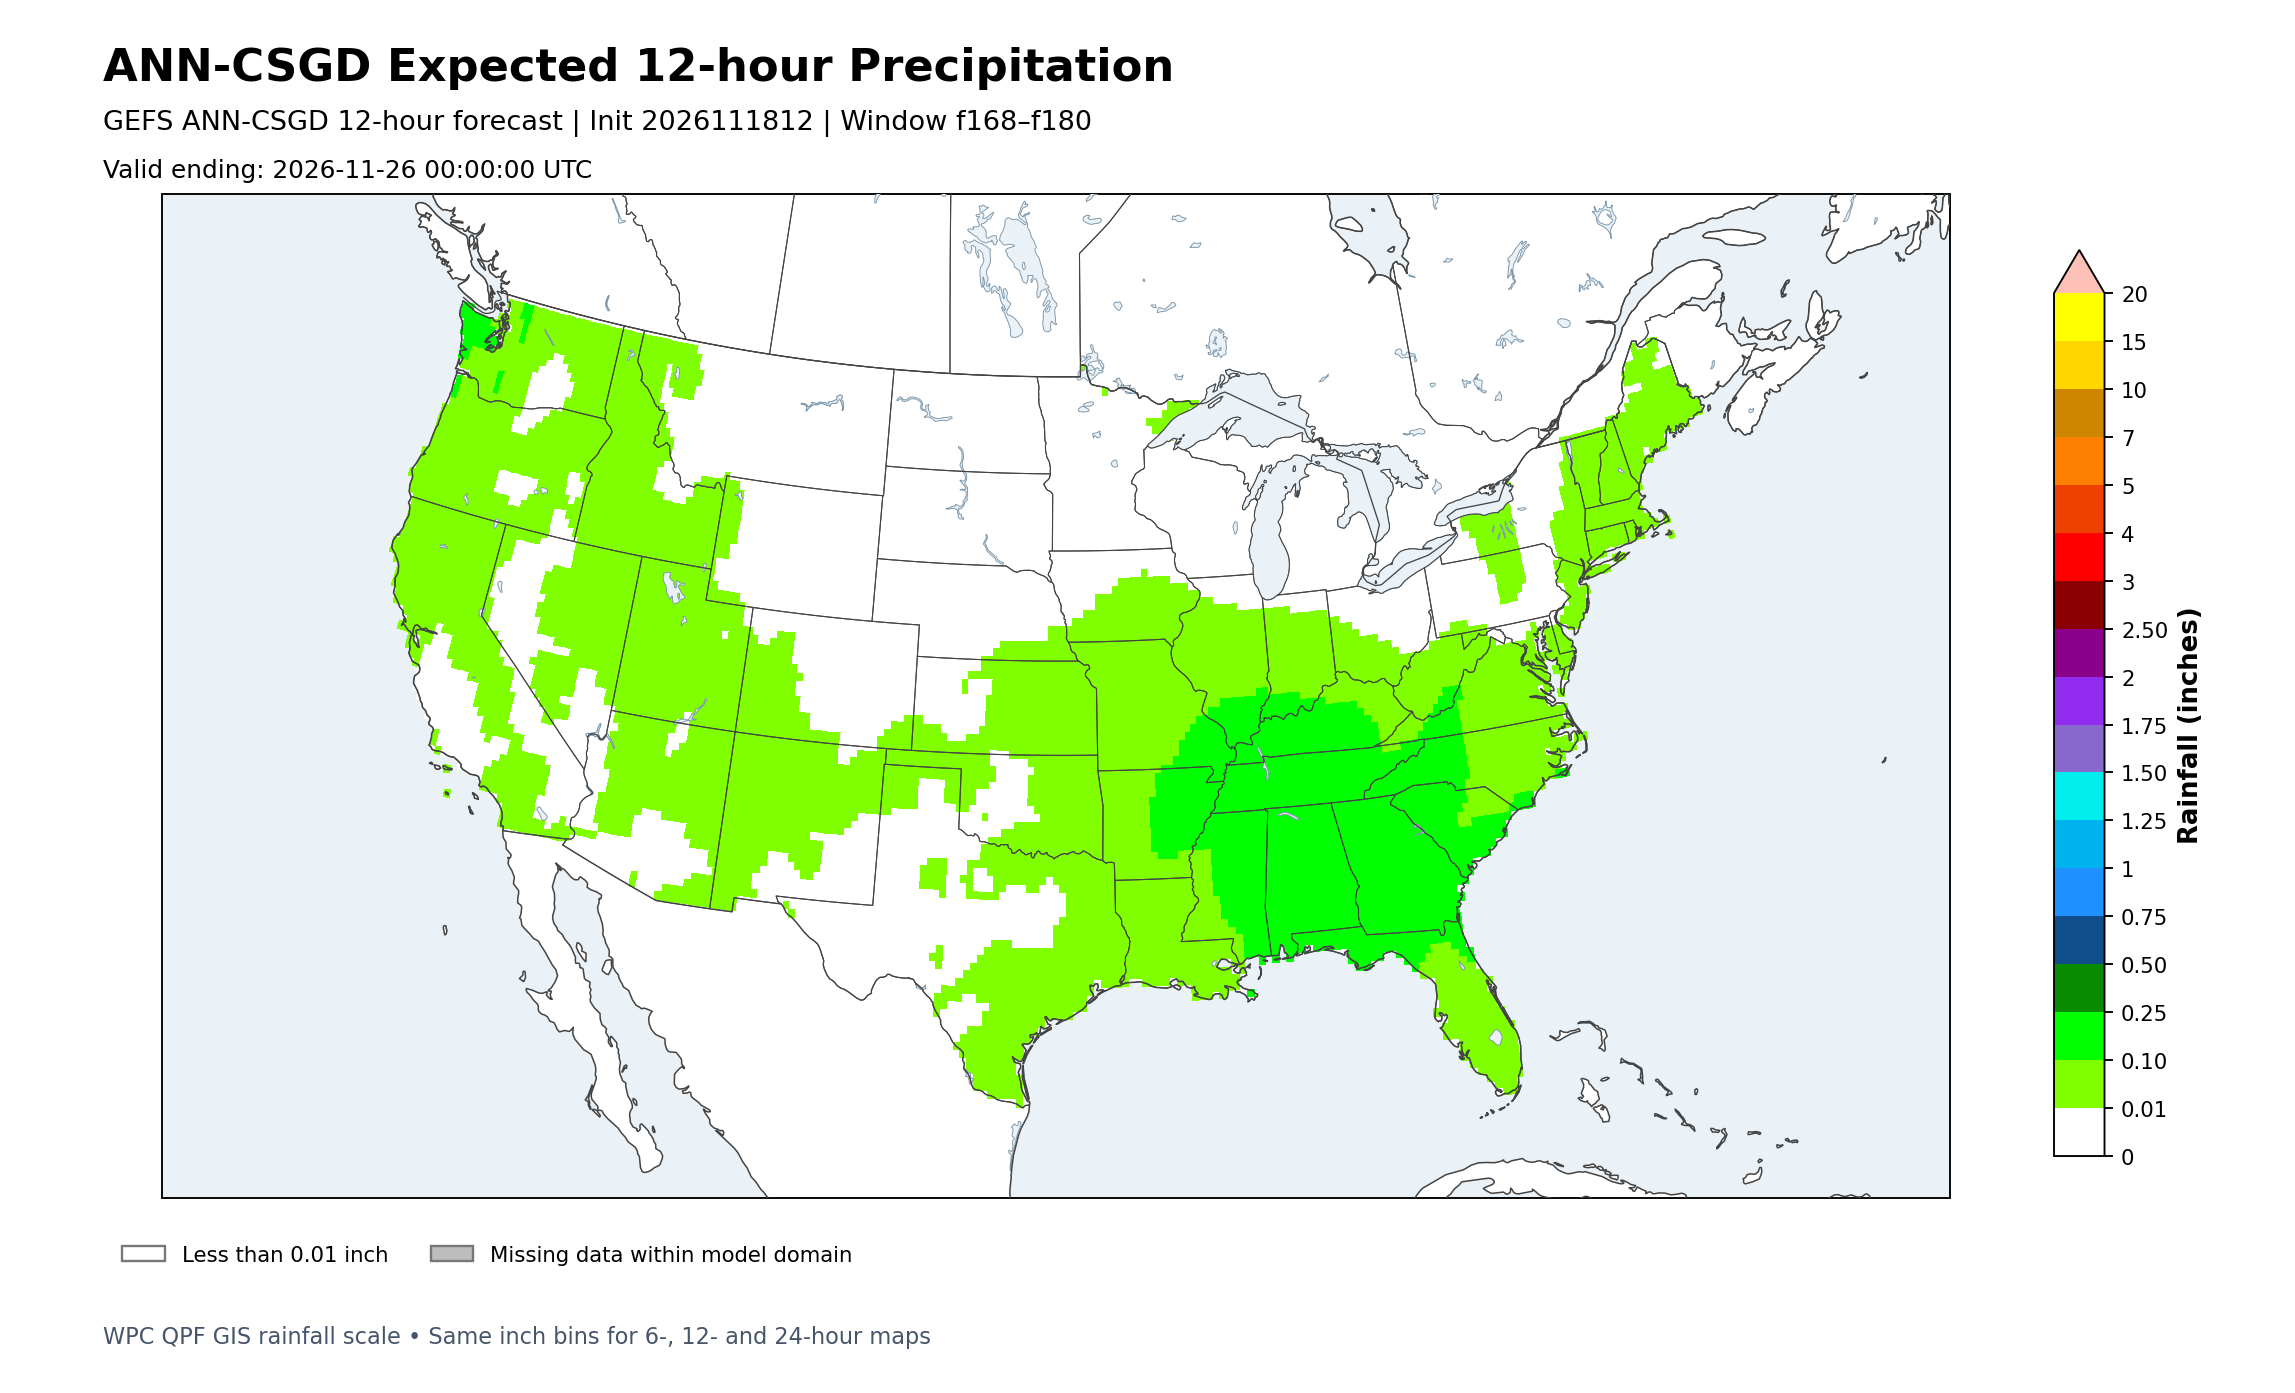 ANN-CSGD Expected 12-hour Precipitation
GEFS ANN-CSGD 12-hour forecast | Init 2026111812 | Window f168–f180
Valid ending: 2026-11-26 00:00:00 UTC
20
15
10
7
5
4
3
2.50
2
1.75
1.50
1.25
1
0.75
0.50
0.25
0.10
0.01
0
Rainfall (inches)
Less than 0.01 inch
Missing data within model domain
WPC QPF GIS rainfall scale • Same inch bins for 6-, 12- and 24-hour maps